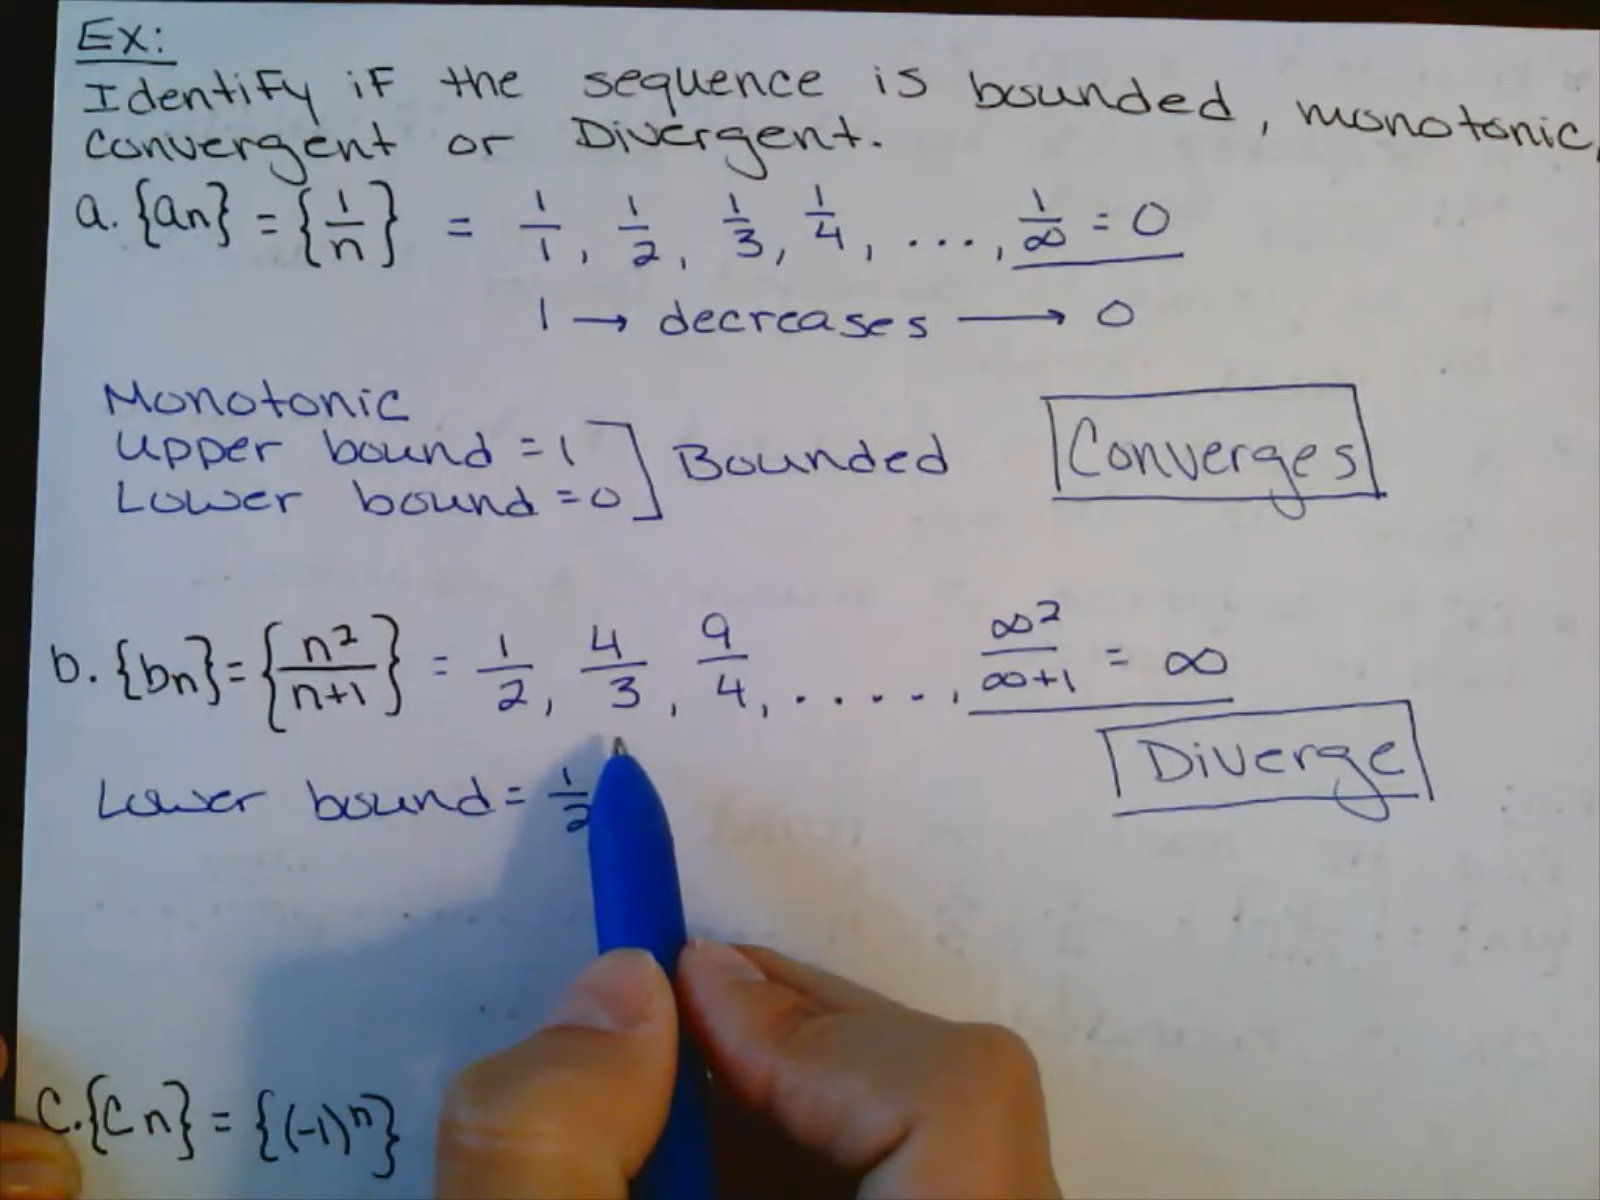 Ex:
Identify if the sequence is bounded, monotonic,
convergent or Divergent.
a. {an} = {1/n} = 1/1, 1/2, 1/3, 1/4, ..., 1/∞ = 0
1 → decreases → 0
Monotonic
Upper bound = 1 ] Bounded
Lower bound = 0
Converges
b. {bn} = {n²/n+1} = 1/2, 4/3, 9/4, ....., ∞²/∞+1 = ∞
Diverge
Lower bound = 1/2
c. {cn} = {(-1)ⁿ}